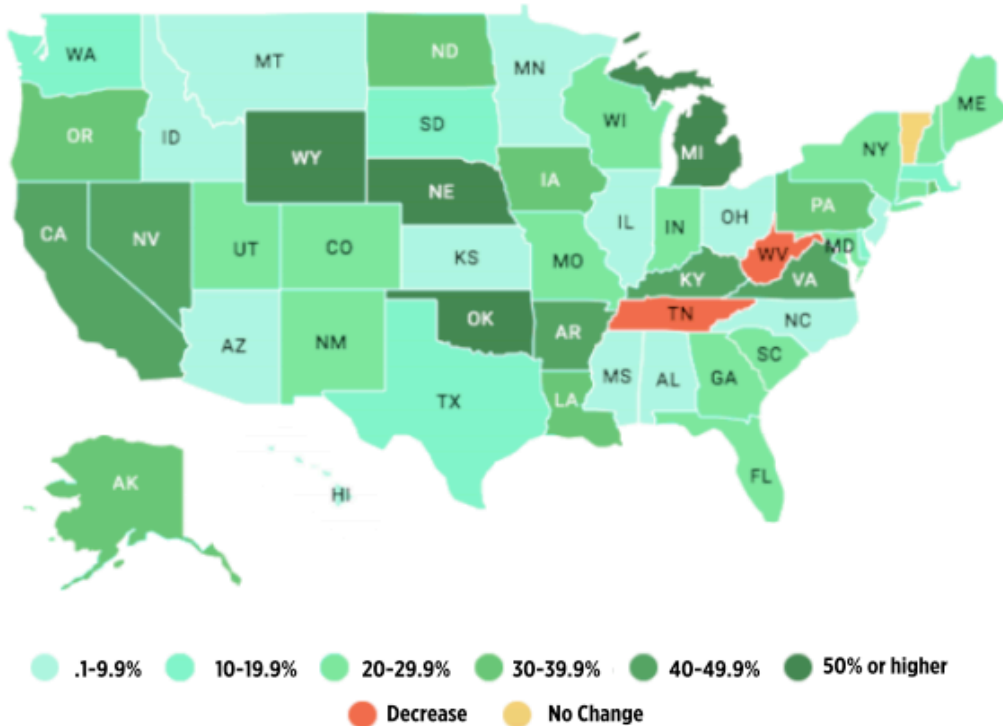 WA
MT
ND
MN
ME
OR
ID
SD
WI
NY
WY
MI
IA
NE
PA
IL
IN
OH
CA
NV
UT
CO
KS
MO
WV
MD
KY
VA
OK
AR
TN
NC
AZ
NM
MS
AL
GA
SC
TX
LA
FL
AK
HI
.1-9.9%
10-19.9%
20-29.9%
30-39.9%
40-49.9%
50% or higher
Decrease
No Change